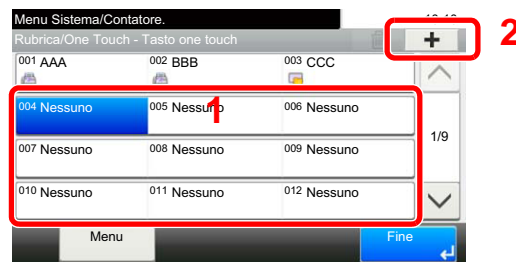 Menu Sistema/Contatore.
Rubrica/One Touch - Tasto one touch
+
2
001 AAA
002 BBB
003 CCC
004 Nessuno
005 Nessuno
006 Nessuno
1
1/9
007 Nessuno
008 Nessuno
009 Nessuno
010 Nessuno
011 Nessuno
012 Nessuno
Menu
Fine